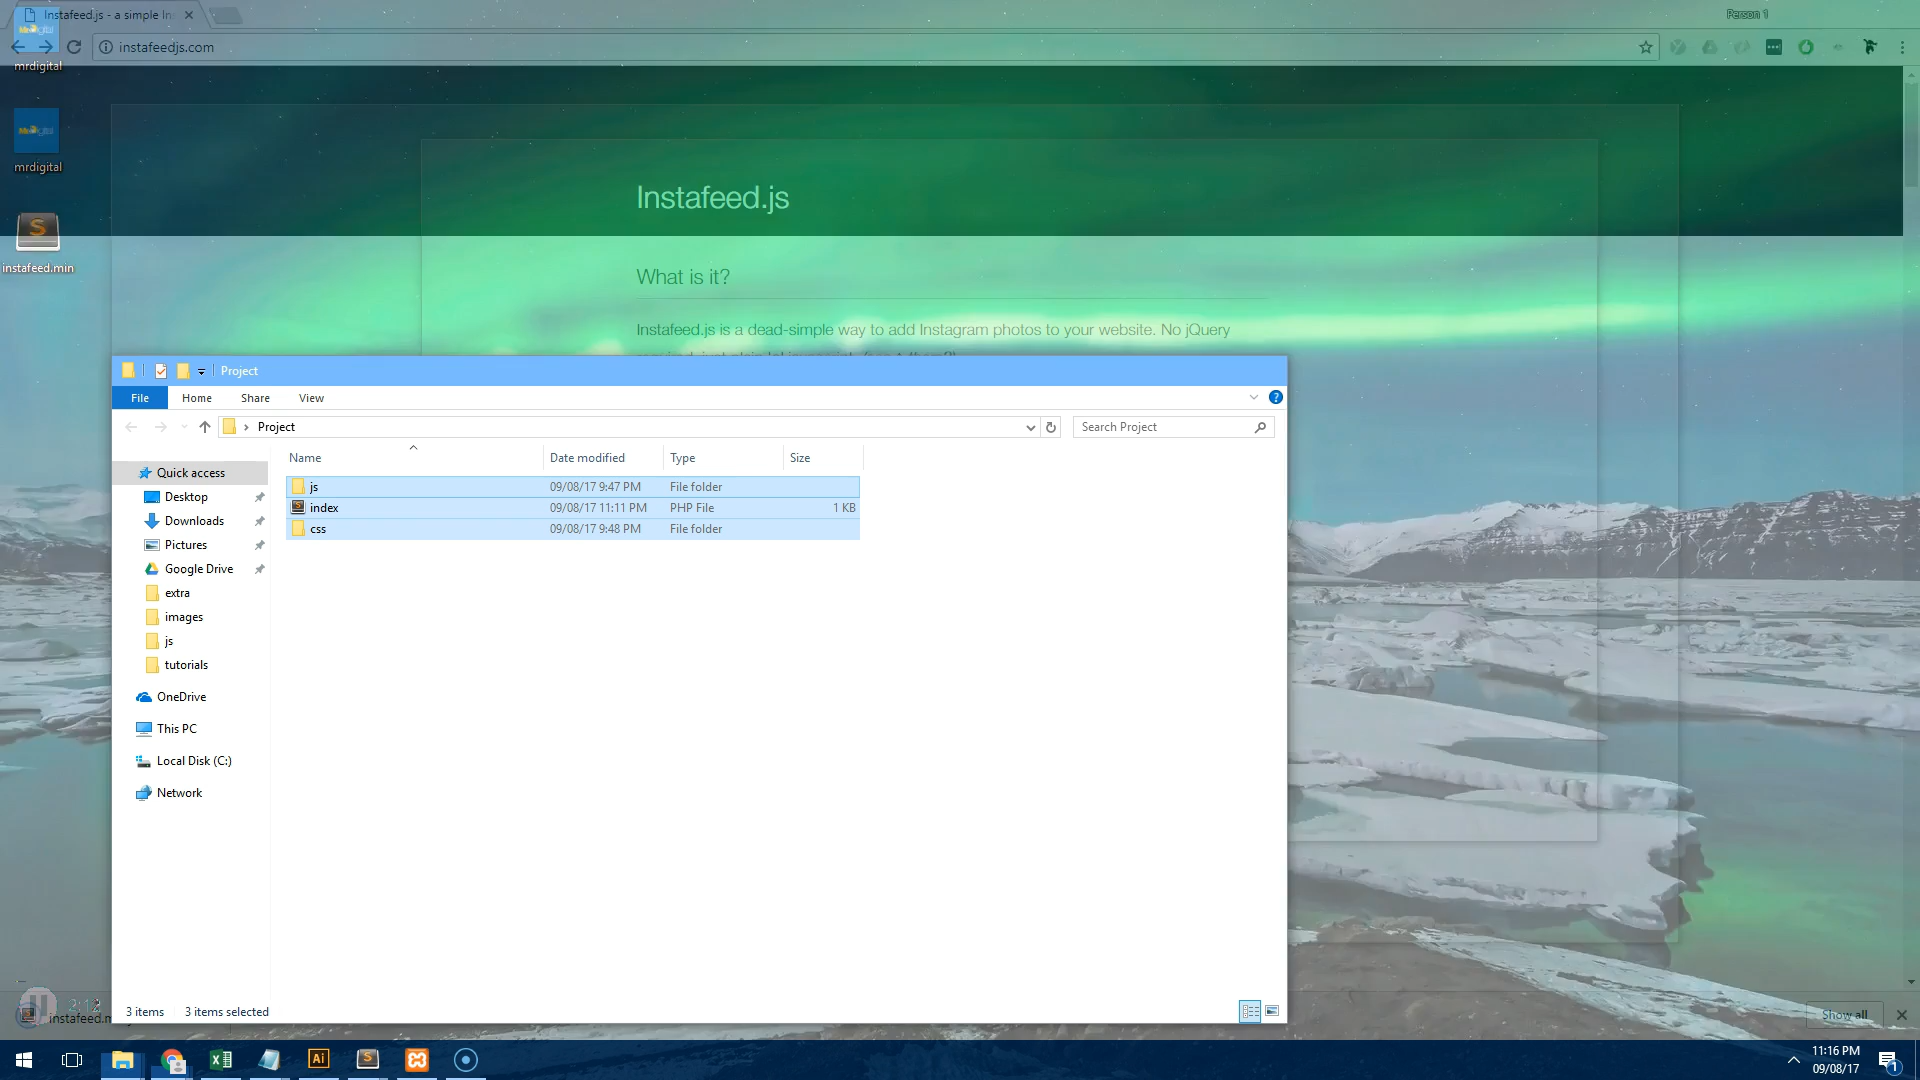 Instafeed.js - a simple In
Person 1
instafeedjs.com
mrdigital
mrdigital
instafeed.min
Instafeed.js
What is it?
Instafeed.js is a dead-simple way to add Instagram photos to your website. No jQuery
Project
File
Home
Share
View
Project
Search Project
Name
Date modified
Type
Size
Quick access
js
09/08/17 9:47 PM
File folder
Desktop
index
09/08/17 11:11 PM
PHP File
1 KB
Downloads
css
09/08/17 9:48 PM
File folder
Pictures
Google Drive
extra
images
js
tutorials
OneDrive
This PC
Local Disk (C:)
Network
2:12
3 items
3 items selected
Show all
11:16 PM
09/08/17
1